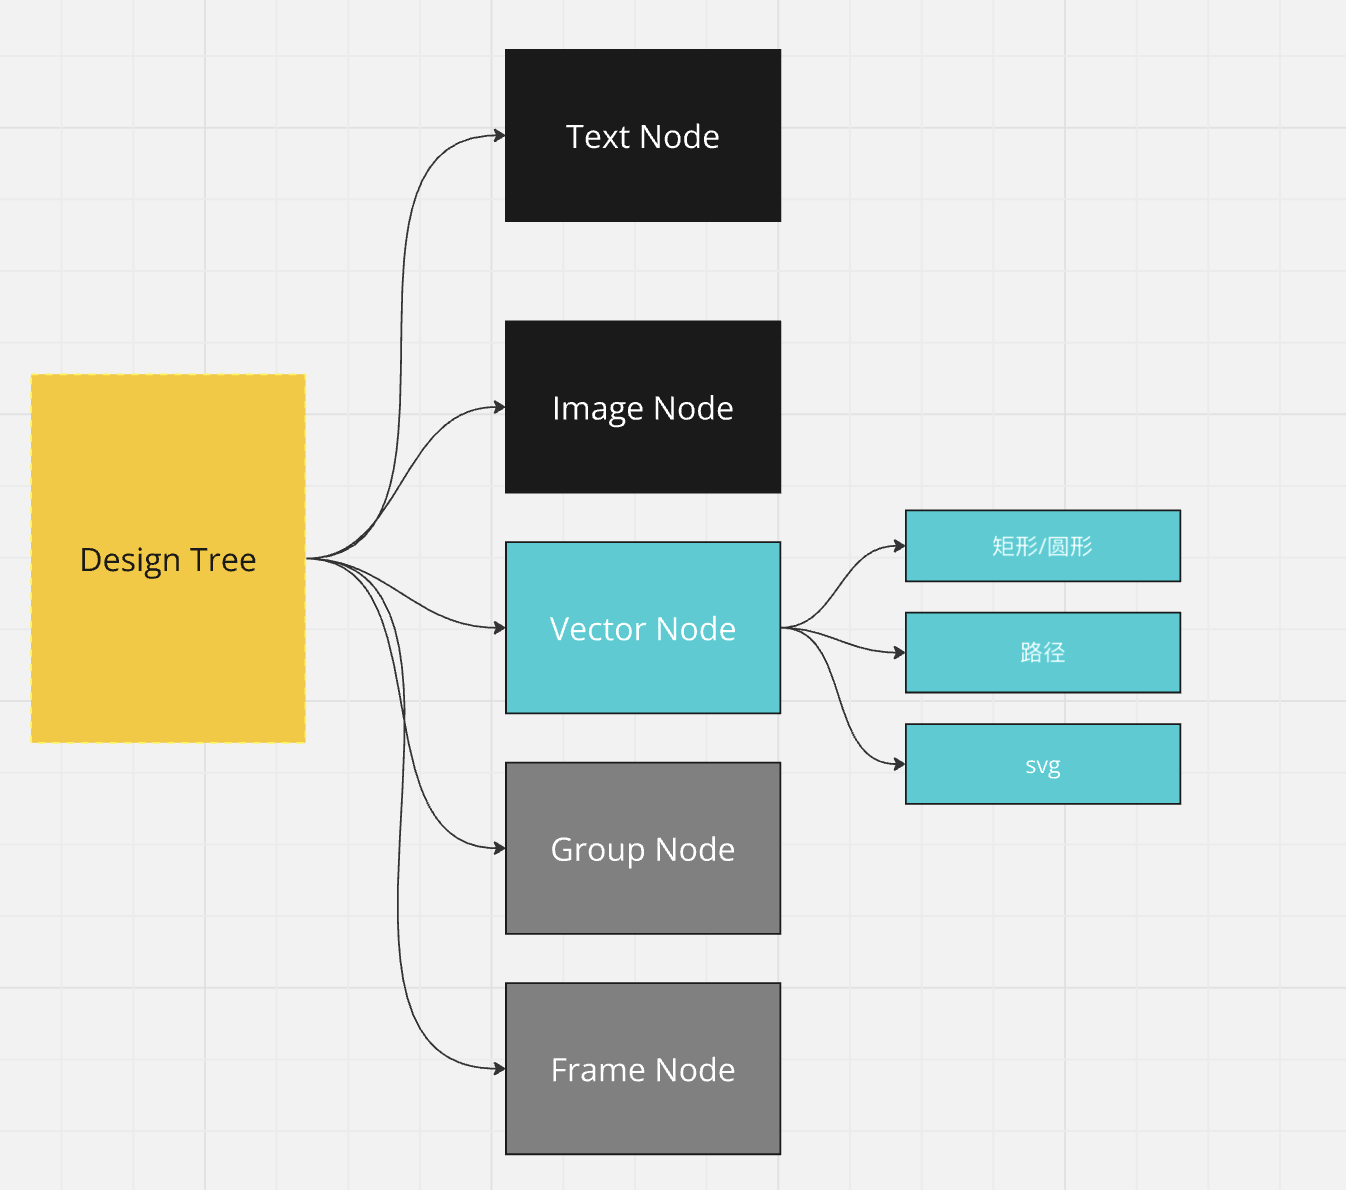 Design Tree
Text Node
Image Node
Vector Node
Group Node
Frame Node
矩形/圆形
路径
svg